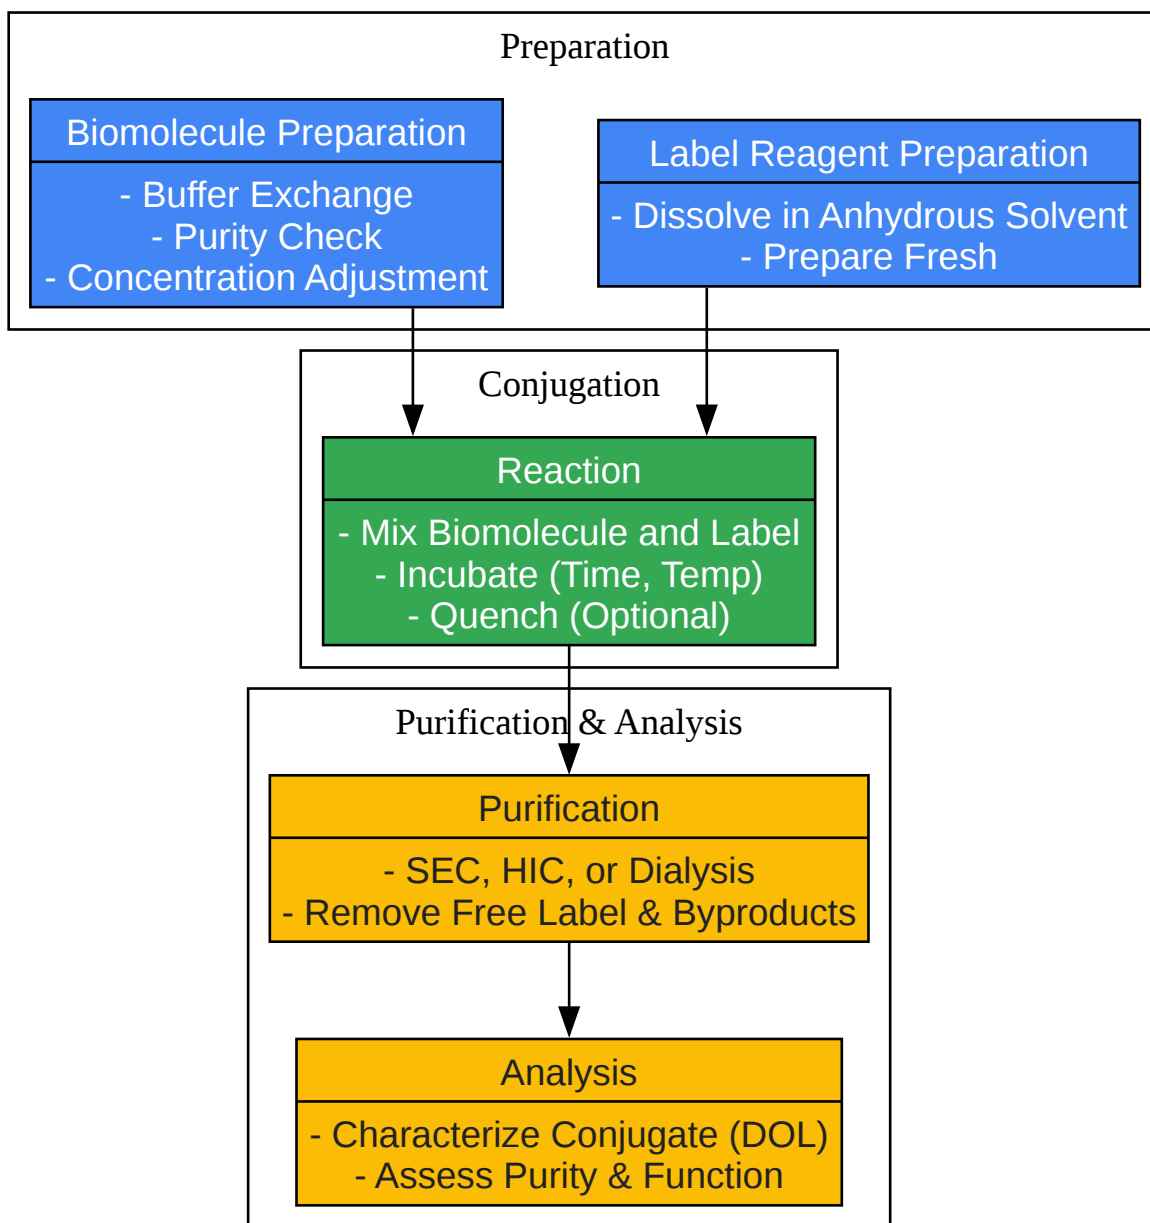 Preparation
Biomolecule Preparation
- Buffer Exchange
- Purity Check
- Concentration Adjustment
Label Reagent Preparation
- Dissolve in Anhydrous Solvent
- Prepare Fresh
Conjugation
Reaction
- Mix Biomolecule and Label
- Incubate (Time, Temp)
- Quench (Optional)
Purification & Analysis
Purification
- SEC, HIC, or Dialysis
- Remove Free Label & Byproducts
Analysis
- Characterize Conjugate (DOL)
- Assess Purity & Function